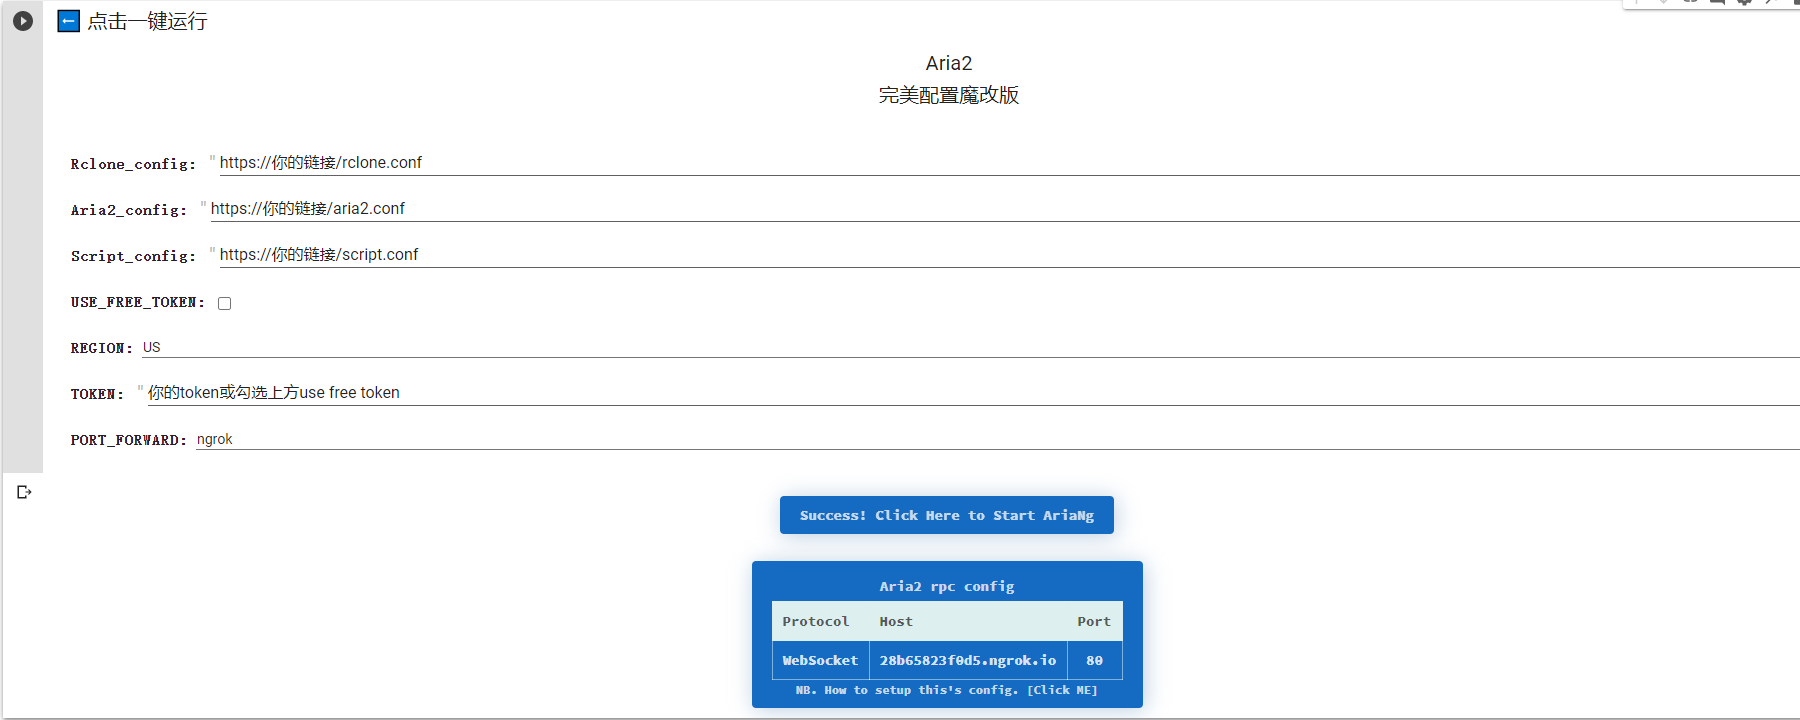 ← 点击一键运行
Aria2
完美配置魔改版
Rclone_config: "https://你的链接/rclone.conf
Aria2_config: "https://你的链接/aria2.conf
Script_config: "https://你的链接/script.conf
USE_FREE_TOKEN:
REGION: US
TOKEN: "你的token或勾选上方use free token
PORT_FORWARD: ngrok
Success! Click Here to Start AriaNg
Aria2 rpc config
Protocol Host Port
WebSocket 28b65823f0d5.ngrok.io 80
NB. How to setup this's config. [Click ME]